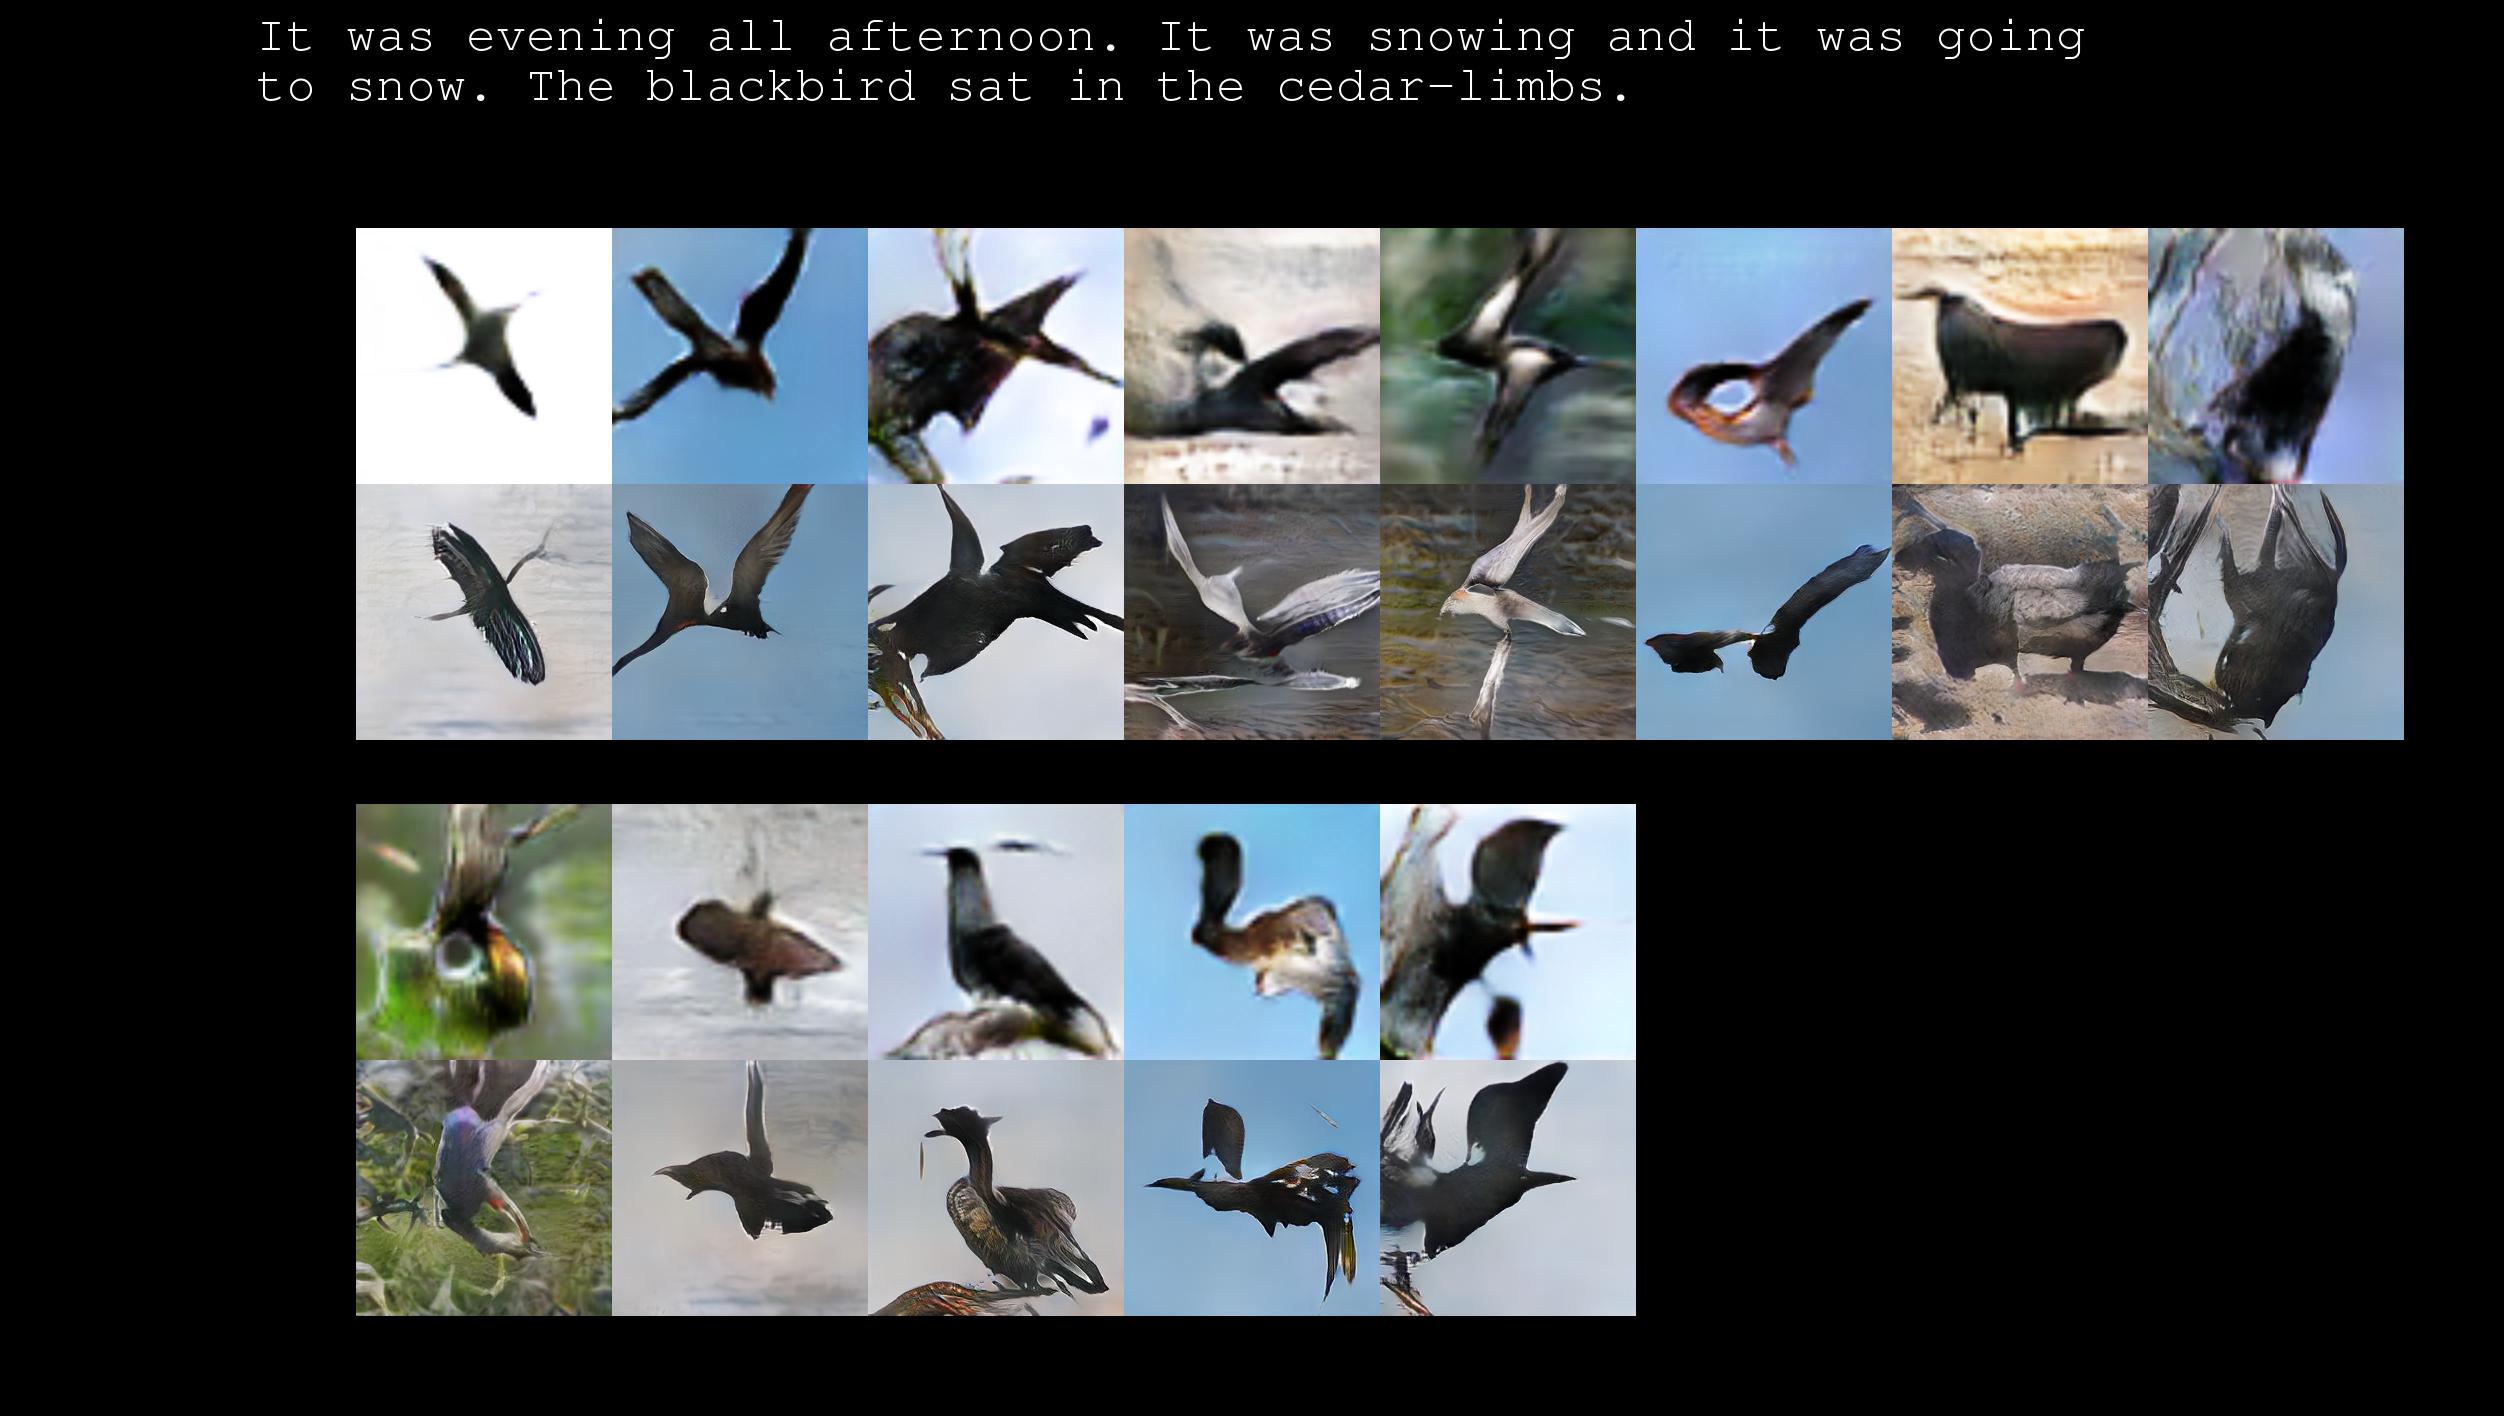 It was evening all afternoon. It was snowing and it was going
to snow. The blackbird sat in the cedar-limbs.